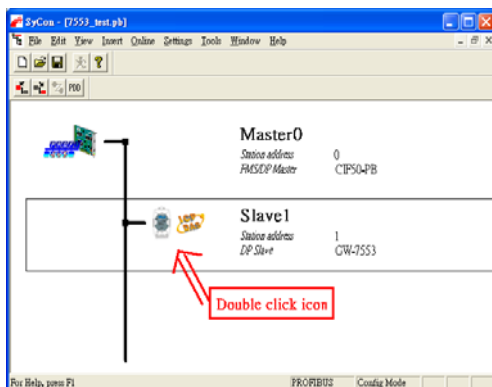 SyCon - [7553_test.pb]
File Edit View Insert Online Settings Tools Window Help
PDO
Master0
Station address 0
FMS/DP Master CIF50-PB
Slave1
Station address 1
DP Slave GW-7553
Double click icon
For Help, press F1 PROFIBUS Config Mode